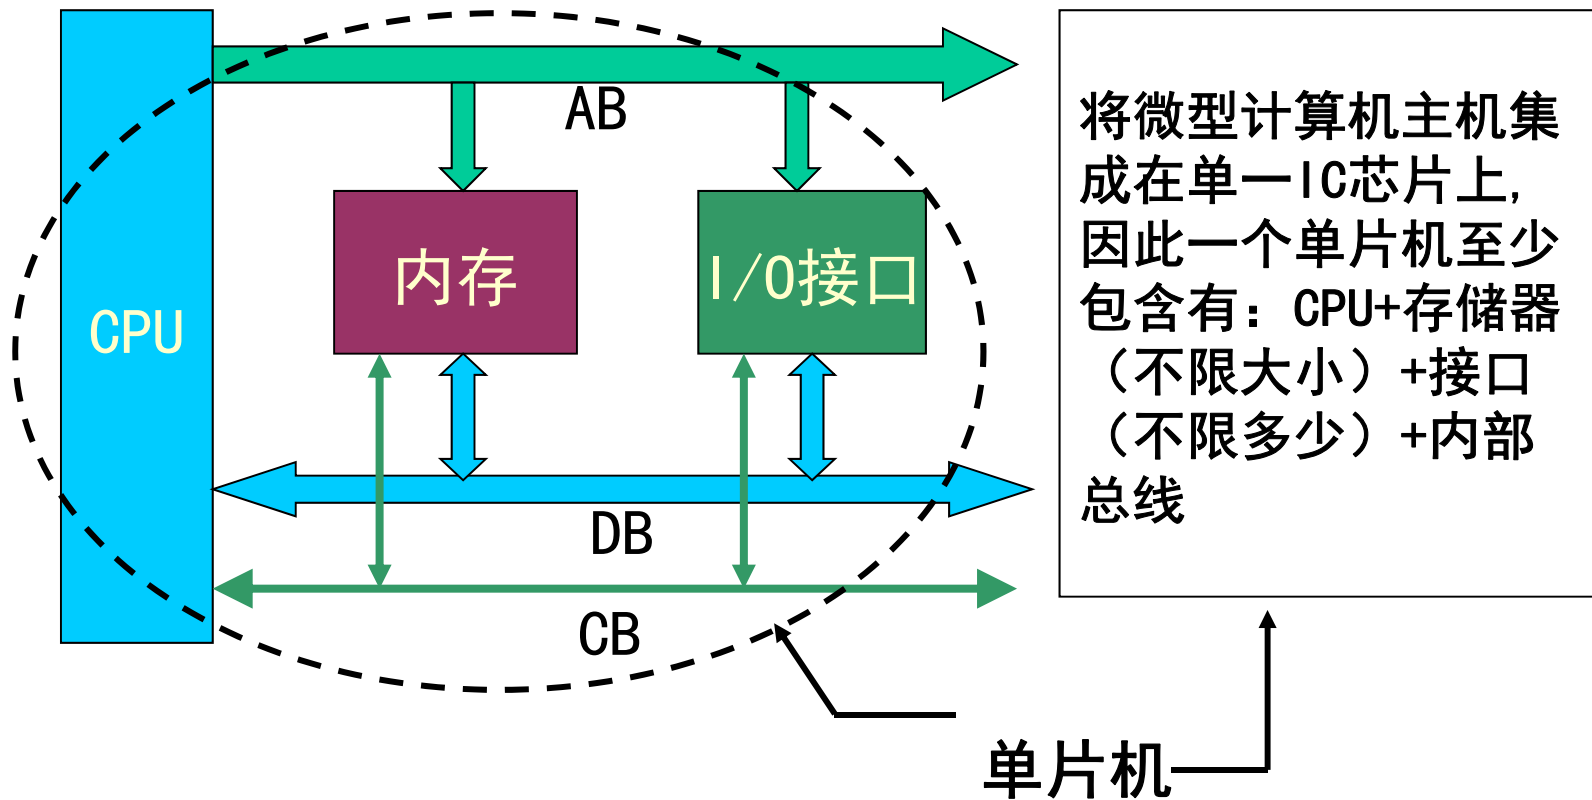 AB
内存
I/O接口
CPU
DB
CB
将微型计算机主机集
成在单一IC芯片上,
因此一个单片机至少
包含有：CPU+存储器
（不限大小）+接口
（不限多少）+内部
总线
单片机